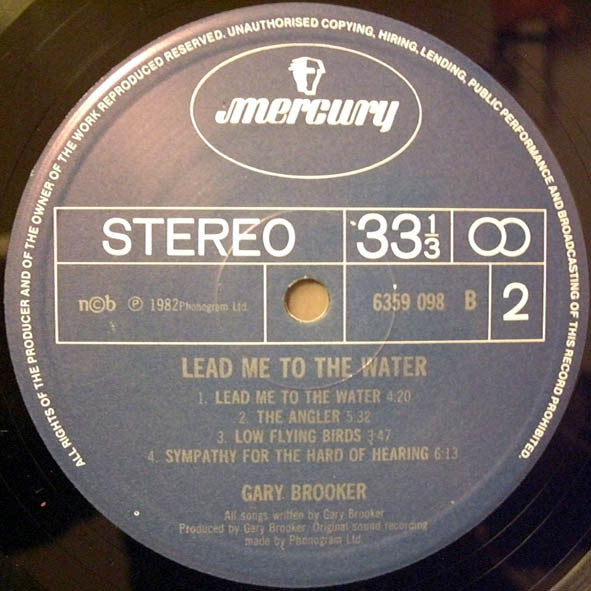 ALL RIGHTS OF THE PRODUCER AND OF THE OWNER OF THE WORK REPRODUCED RESERVED. UNAUTHORISED COPYING, HIRING, LENDING, PUBLIC PERFORMANCE AND BROADCASTING OF THIS RECORD PROHIBITED.
mercury
STEREO 33 1/3
n©b ℗ 1982 Phonogram Ltd. 6359 098 B 2
LEAD ME TO THE WATER
1. LEAD ME TO THE WATER 4:20
2. THE ANGLER 5.32
3. LOW FLYING BIRDS 3:47
4. SYMPATHY FOR THE HARD OF HEARING 6:13
GARY BROOKER
All songs written by Gary Brooker
Produced by Gary Brooker. Original sound recording
made by Phonogram Ltd.